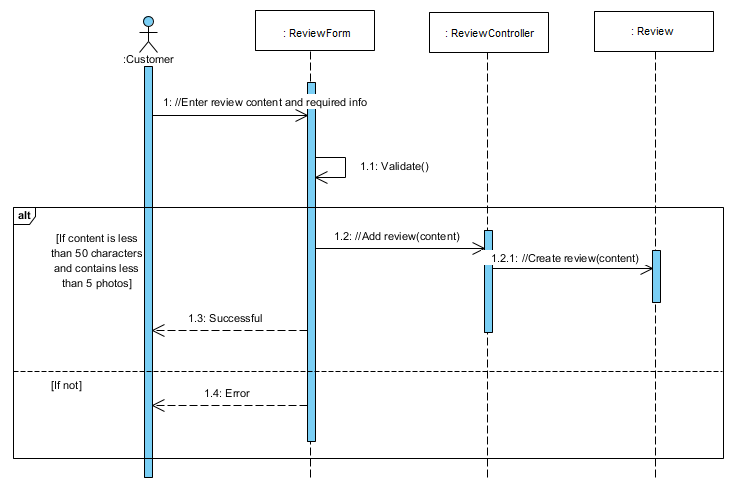 :Customer
: ReviewForm
: ReviewController
: Review
1: //Enter review content and required info
1.1: Validate()
alt
[If content is less
than 50 characters
and contains less
than 5 photos]
1.2: //Add review(content)
1.2.1: //Create review(content)
1.3: Successful
[If not]
1.4: Error